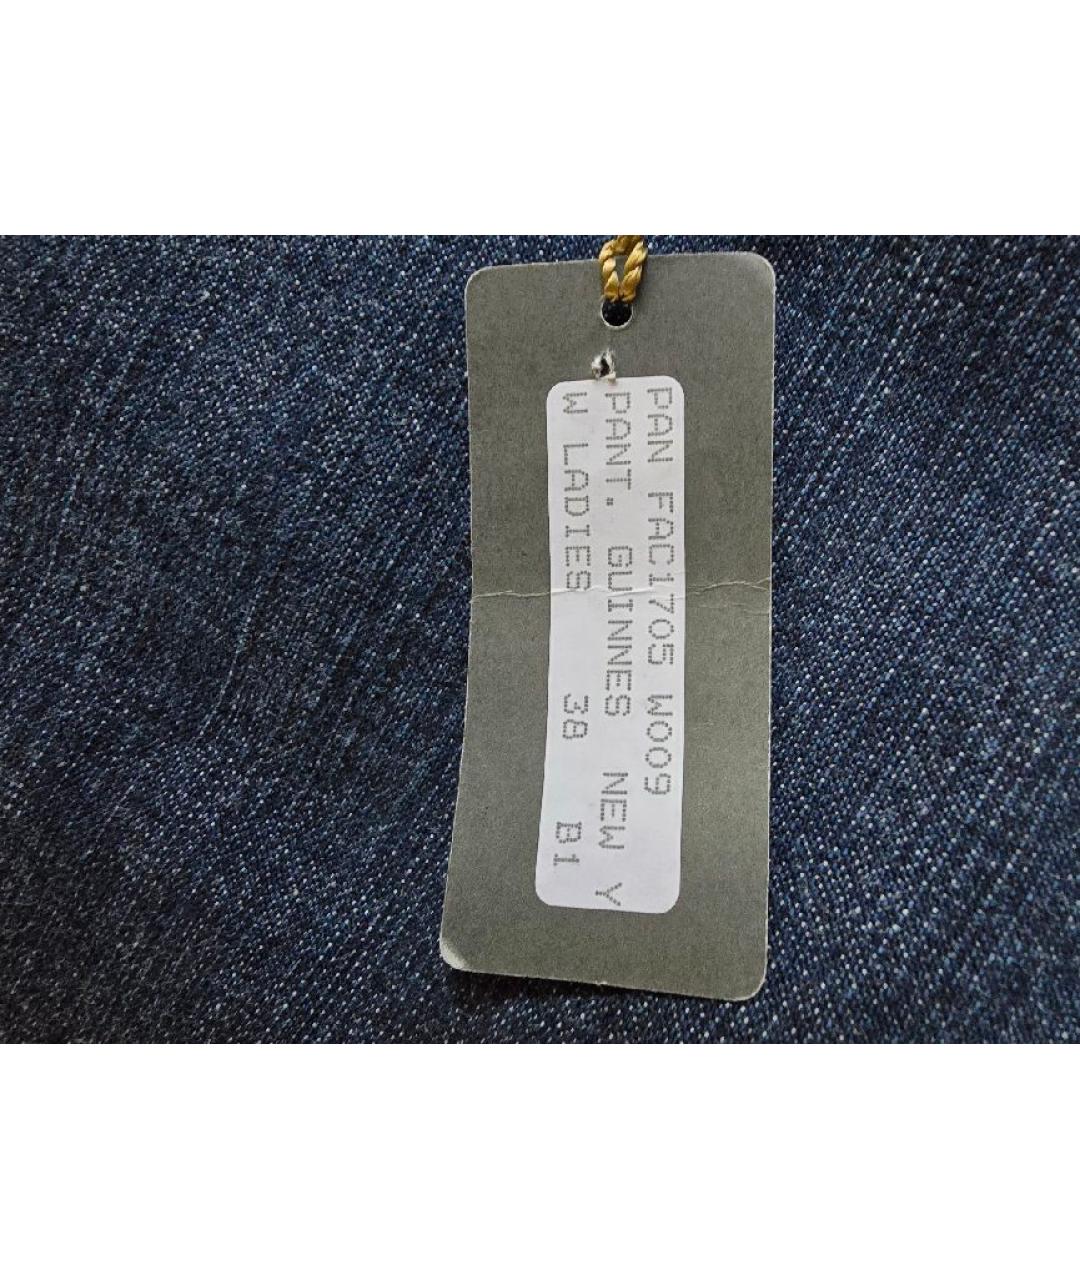 PAN FAC1705 W009
PANT. GUINNES NEW Y
W LADIES 38 B1